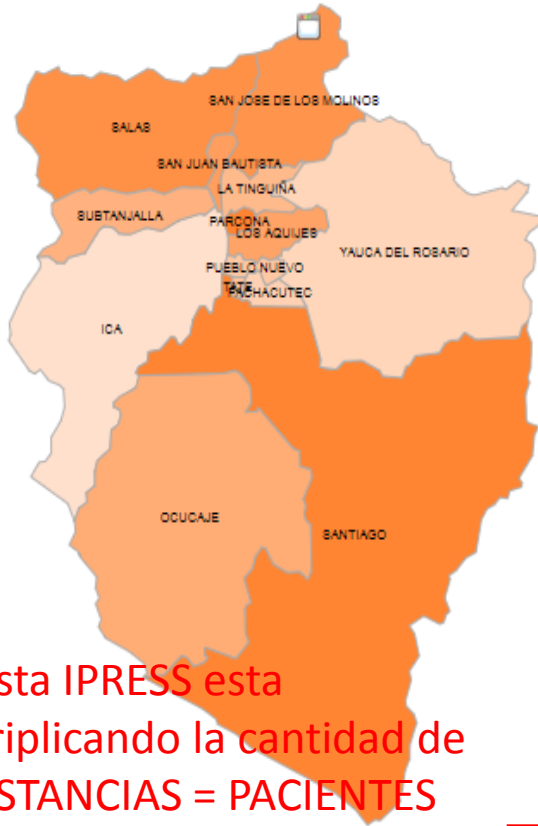 SAN JOSE DE LOS MOLINOS
SALAS
SAN JUAN BAUTISTA
LA TINGUIÑA
SUBTANJALLA
PARCONA
LOS AQUIJES
YAUCA DEL ROSARIO
PUEBLO NUEVO
TATE
PACHACUTEC
ICA
OCUCAJE
SANTIAGO
sta IPRESS esta
riplicando la cantidad de
STANCIAS = PACIENTES